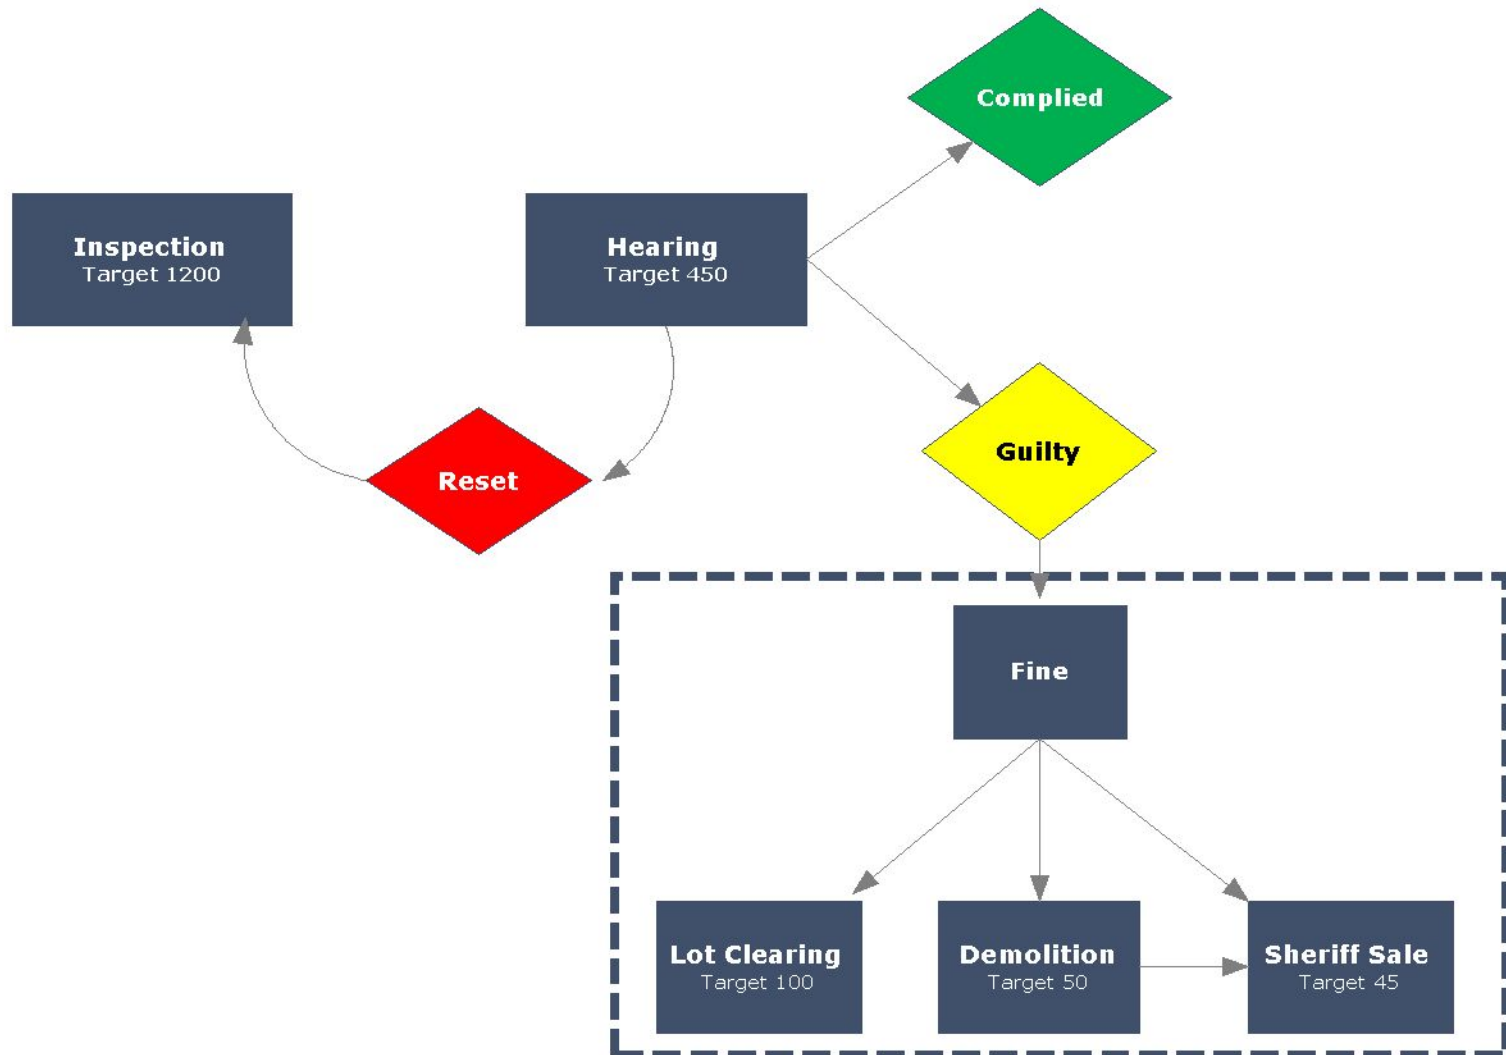 Complied
Inspection
Target 1200
Hearing
Target 450
Reset
Guilty
Fine
Lot Clearing
Target 100
Demolition
Target 50
Sheriff Sale
Target 45